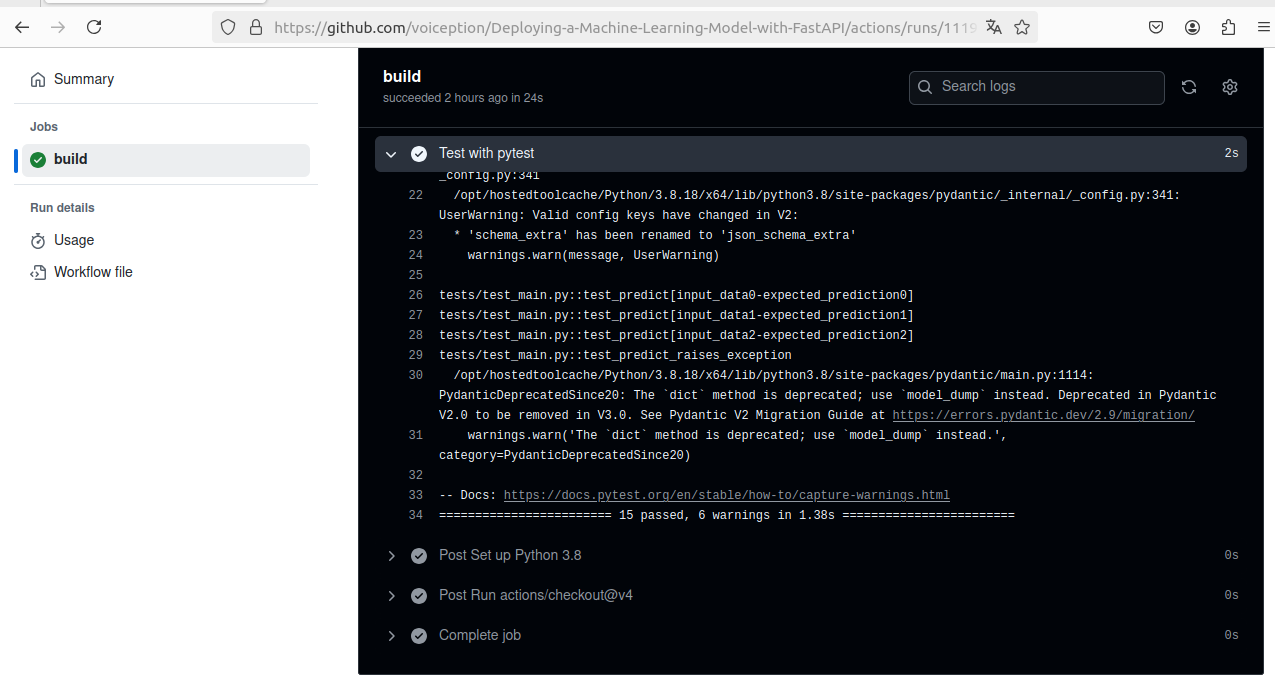 https://github.com/voiception/Deploying-a-Machine-Learning-Model-with-FastAPI/actions/runs/1119
Summary
Jobs
build
Run details
Usage
Workflow file
build
succeeded 2 hours ago in 24s
Search logs
Test with pytest 2s
_config.py:341
22 /opt/hostedtoolcache/Python/3.8.18/x64/lib/python3.8/site-packages/pydantic/_internal/_config.py:341:
UserWarning: Valid config keys have changed in V2:
23 * 'schema_extra' has been renamed to 'json_schema_extra'
24 warnings.warn(message, UserWarning)
25
26 tests/test_main.py::test_predict[input_data0-expected_prediction0]
27 tests/test_main.py::test_predict[input_data1-expected_prediction1]
28 tests/test_main.py::test_predict[input_data2-expected_prediction2]
29 tests/test_main.py::test_predict_raises_exception
30 /opt/hostedtoolcache/Python/3.8.18/x64/lib/python3.8/site-packages/pydantic/main.py:1114:
PydanticDeprecatedSince20: The `dict` method is deprecated; use `model_dump` instead. Deprecated in Pydantic
V2.0 to be removed in V3.0. See Pydantic V2 Migration Guide at https://errors.pydantic.dev/2.9/migration/
31 warnings.warn('The `dict` method is deprecated; use `model_dump` instead.',
category=PydanticDeprecatedSince20)
32
33 -- Docs: https://docs.pytest.org/en/stable/how-to/capture-warnings.html
34 ======================== 15 passed, 6 warnings in 1.38s ========================
Post Set up Python 3.8 0s
Post Run actions/checkout@v4 0s
Complete job 0s